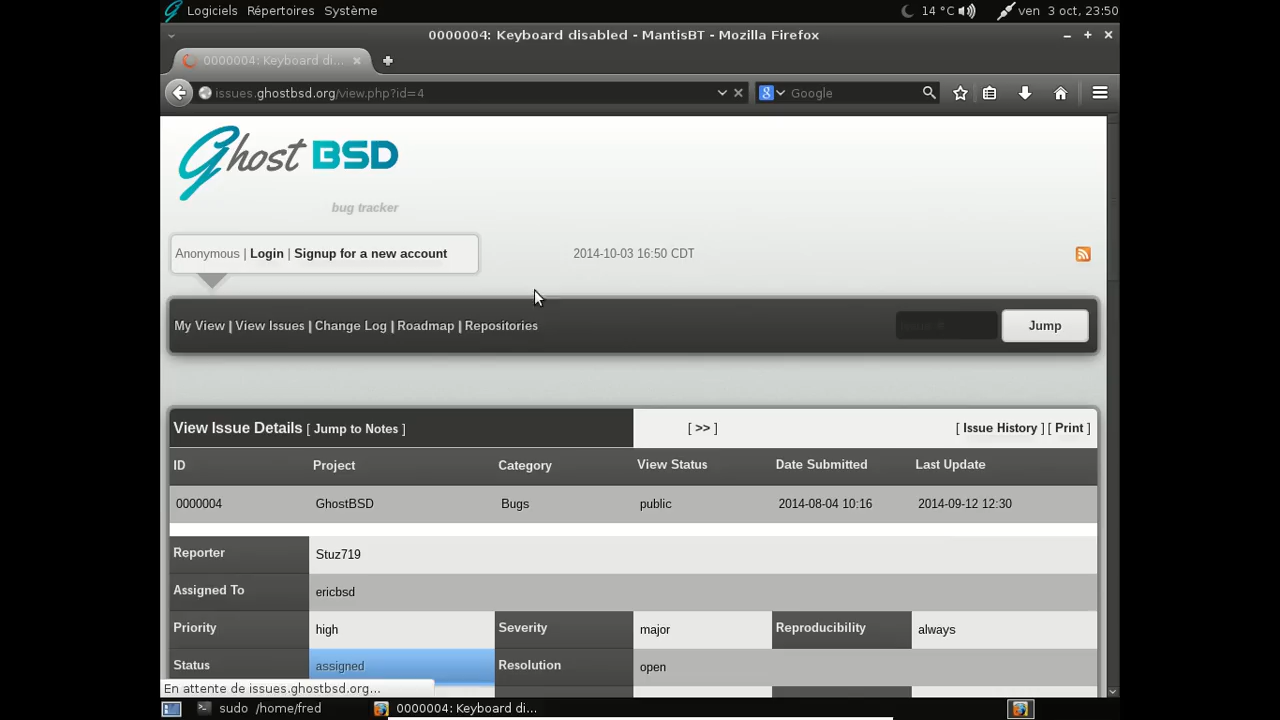 Logiciels Répertoires Système 14 °C ven 3 oct, 23:50
0000004: Keyboard disabled - MantisBT - Mozilla Firefox
0000004: Keyboard di...
issues.ghostbsd.org/view.php?id=4 Google
Ghost BSD
bug tracker
Anonymous | Login | Signup for a new account 2014-10-03 16:50 CDT
My View | View Issues | Change Log | Roadmap | Repositories Jump
View Issue Details [ Jump to Notes ] [ >> ] [ Issue History ] [ Print ]
ID Project Category View Status Date Submitted Last Update
0000004 GhostBSD Bugs public 2014-08-04 10:16 2014-09-12 12:30
Reporter Stuz719
Assigned To ericbsd
Priority high Severity major Reproducibility always
Status assigned Resolution open
En attente de issues.ghostbsd.org...
sudo /home/fred 0000004: Keyboard di...